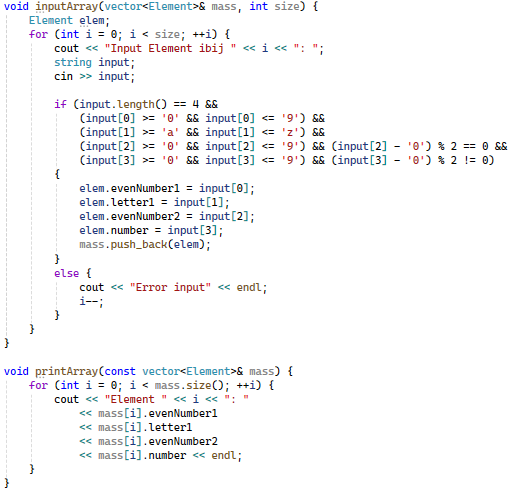 void inputArray(vector<Element>& mass, int size) {
    Element elem;
    for (int i = 0; i < size; ++i) {
        cout << "Input Element ibij " << i << ": ";
        string input;
        cin >> input;

        if (input.length() == 4 &&
            (input[0] >= '0' && input[0] <= '9') &&
            (input[1] >= 'a' && input[1] <= 'z') &&
            (input[2] >= '0' && input[2] <= '9') && (input[2] - '0') % 2 == 0 &&
            (input[3] >= '0' && input[3] <= '9') && (input[3] - '0') % 2 != 0)
        {
            elem.evenNumber1 = input[0];
            elem.letter1 = input[1];
            elem.evenNumber2 = input[2];
            elem.number = input[3];
            mass.push_back(elem);
        }
        else {
            cout << "Error input" << endl;
            i--;
        }
    }
}

void printArray(const vector<Element>& mass) {
    for (int i = 0; i < mass.size(); ++i) {
        cout << "Element " << i << ": "
            << mass[i].evenNumber1
            << mass[i].letter1
            << mass[i].evenNumber2
            << mass[i].number << endl;
    }
}